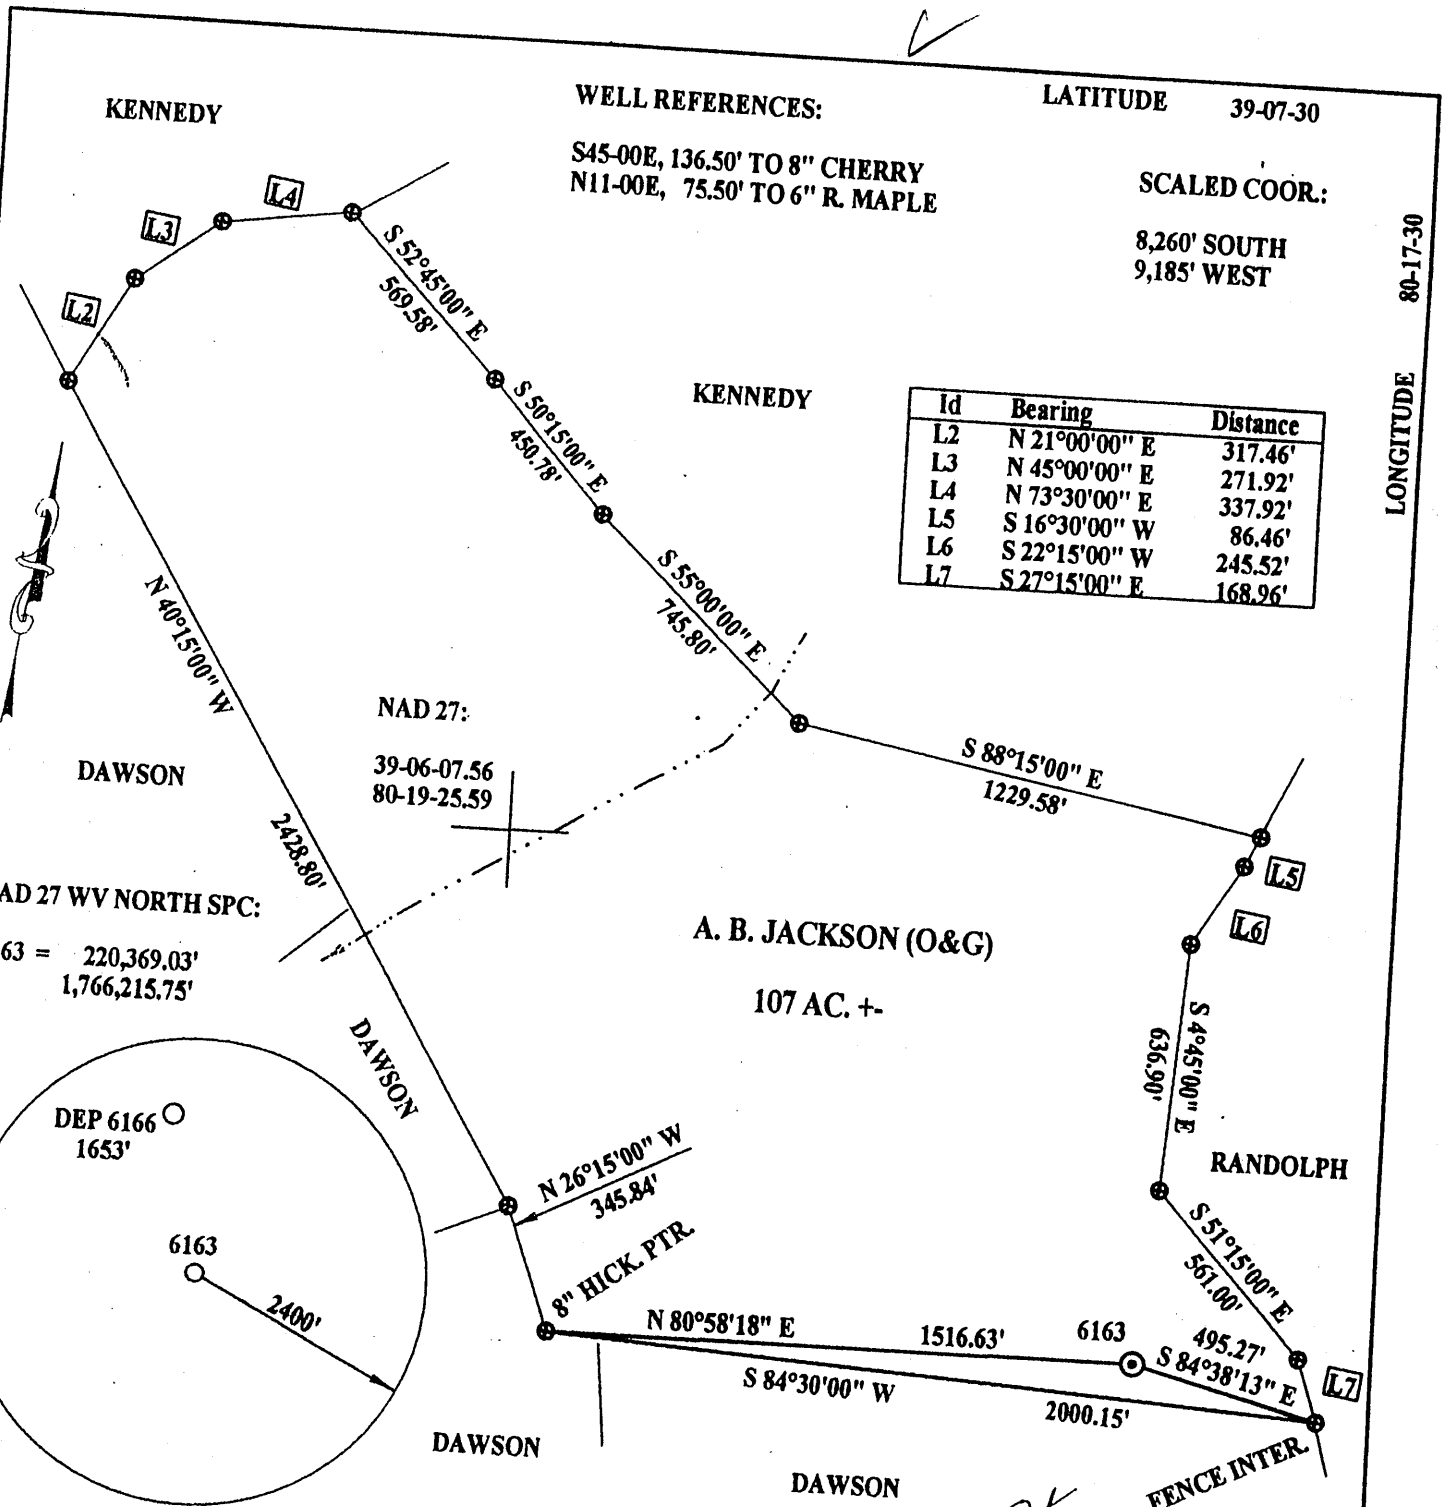 KENNEDY
WELL REFERENCES:
S45-00E, 136.50' TO 8" CHERRY
N11-00E, 75.50' TO 6" R. MAPLE
LATITUDE 39-07-30
SCALED COOR.:
8,260' SOUTH
9,185' WEST
LONGITUDE 80-17-30
L4
L3
L2
S 52°45'00" E
569.58'
S 50°15'00" E
450.78'
KENNEDY
Id Bearing Distance
L2 N 21°00'00" E 317.46'
L3 N 45°00'00" E 271.92'
L4 N 73°30'00" E 337.92'
L5 S 16°30'00" W 86.46'
L6 S 22°15'00" W 245.52'
L7 S 27°15'00" E 168.96'
S 55°00'00" E
745.80'
N 40°15'00" W
2428.80'
NAD 27:
39-06-07.56
80-19-25.59
DAWSON
S 88°15'00" E
1229.58'
L5
L6
AD 27 WV NORTH SPC:
63 = 220,369.03'
1,766,215.75'
A. B. JACKSON (O&G)
107 AC. +-
DAWSON
S 4°45'00" E
636.90'
RANDOLPH
DEP 6166
1653'
6163
2400'
N 26°15'00" W
345.84'
8" HICK. PTR.
S 51°15'00" E
561.00'
N 80°58'18" E 1516.63'
6163
495.27'
S 84°38'13" E
L7
S 84°30'00" W 2000.15'
DAWSON
DAWSON
FENCE INTER.